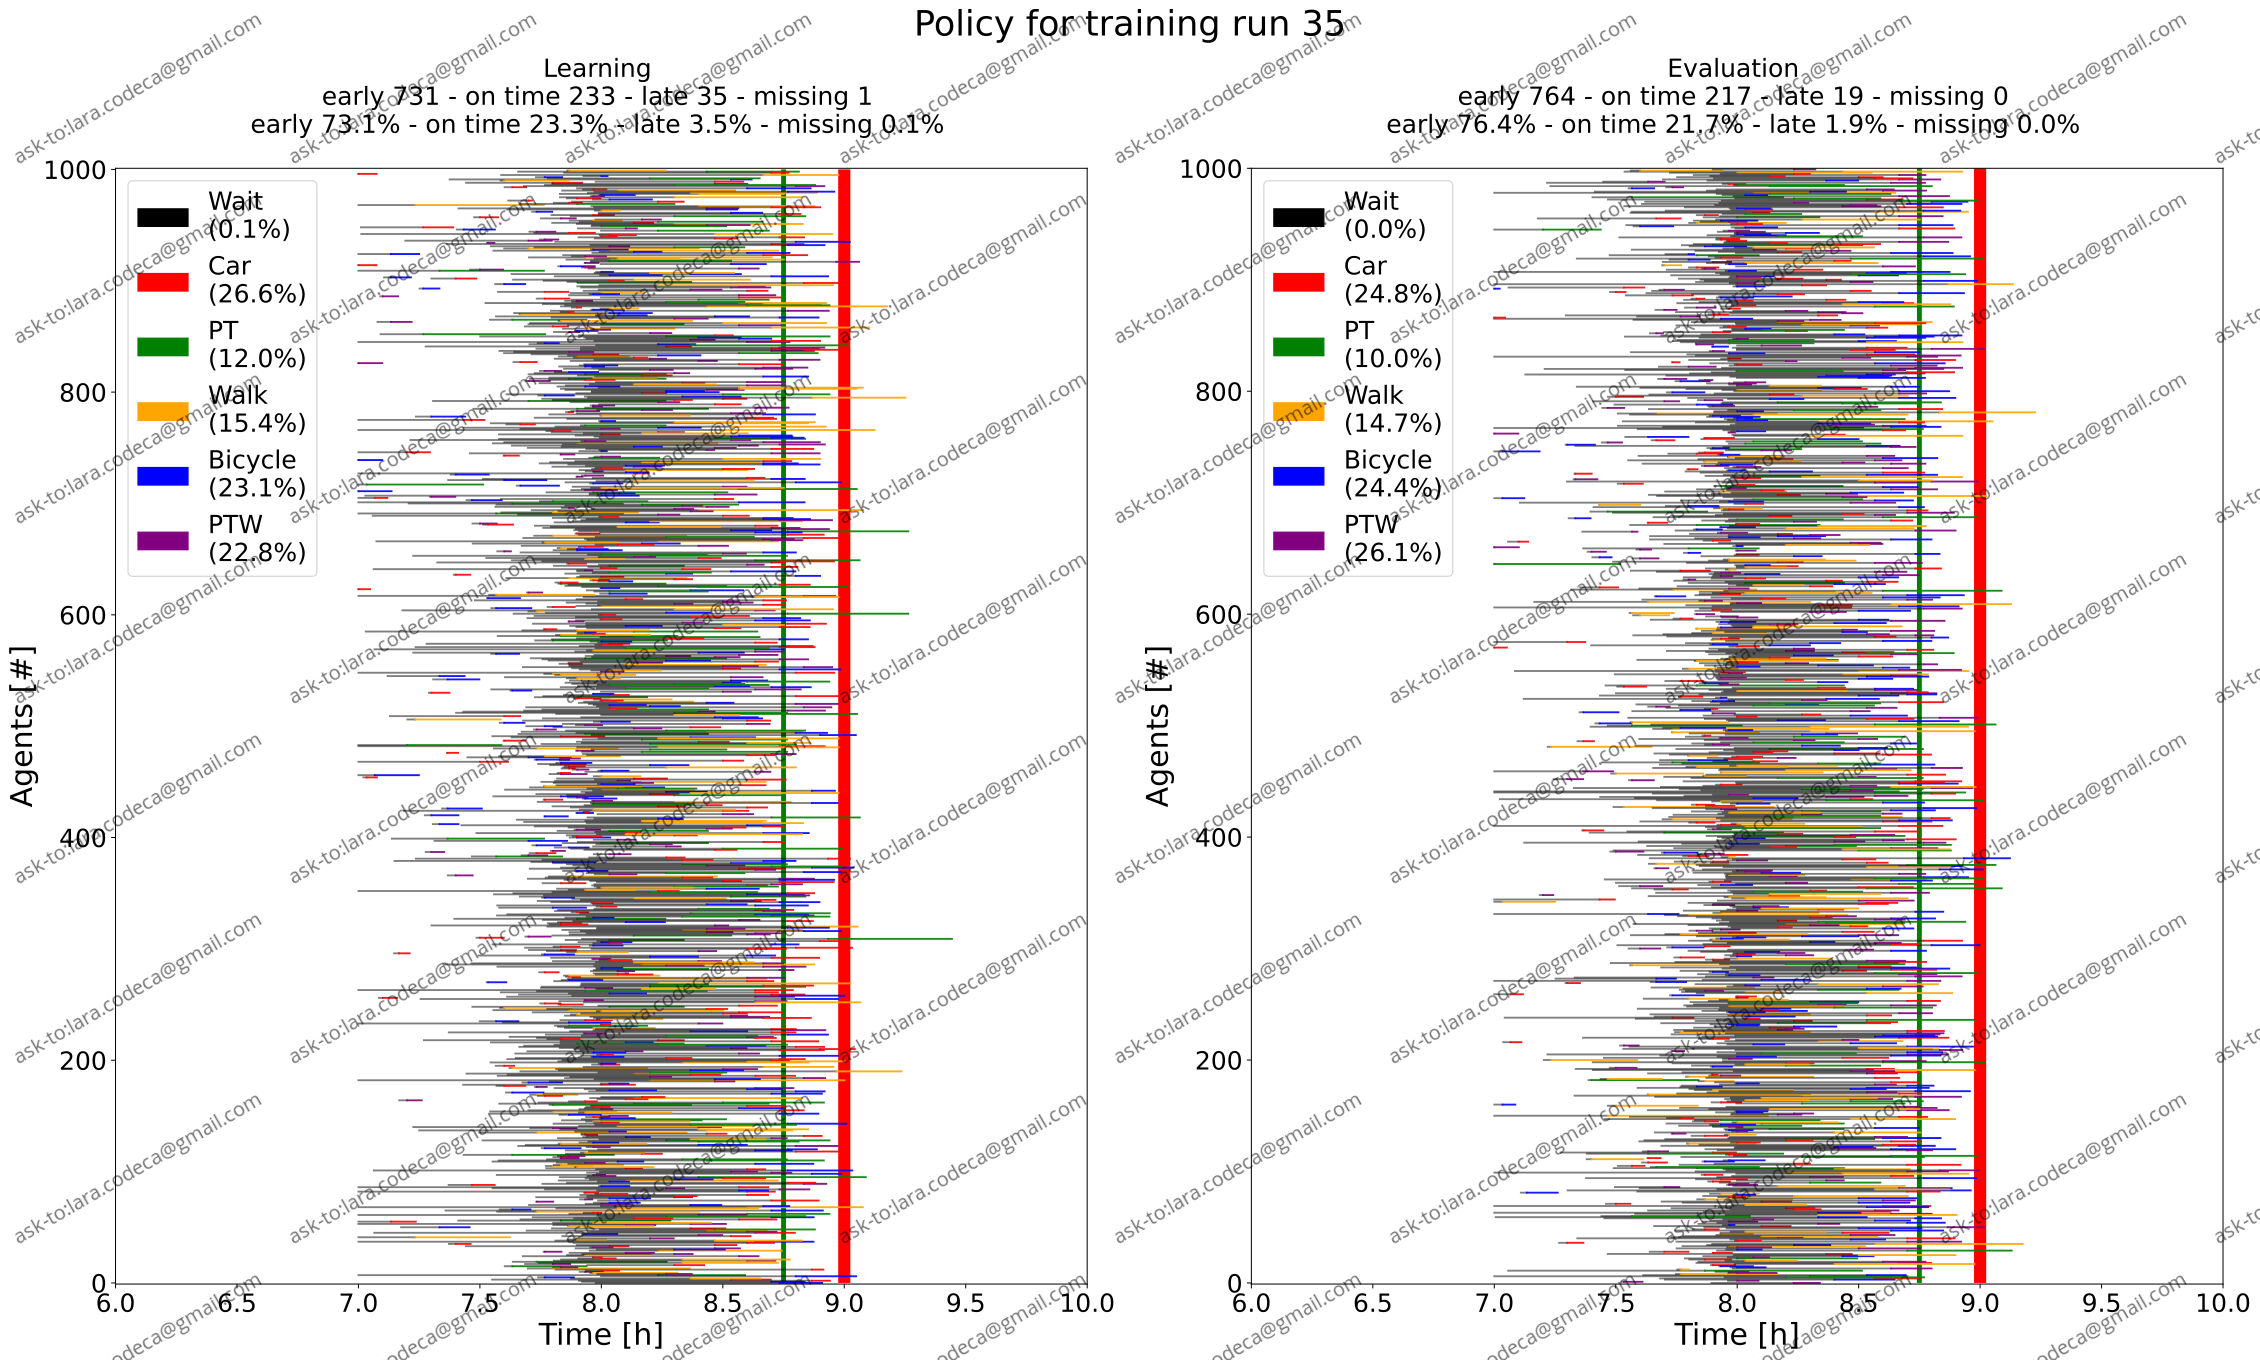 Policy for training run 35
Learning
early 731 - on time 233 - late 35 - missing 1
early 73.1% - on time 23.3% - late 3.5% - missing 0.1%
1000
800
600
400
200
0
Agents [#]
Wait
(0.1%)
Car
(26.6%)
PT
(12.0%)
Walk
(15.4%)
Bicycle
(23.1%)
PTW
(22.8%)
6.0 6.5 7.0 7.5 8.0 8.5 9.0 9.5 10.0
Time [h]
Evaluation
early 764 - on time 217 - late 19 - missing 0
early 76.4% - on time 21.7% - late 1.9% - missing 0.0%
1000
800
600
400
200
0
Agents [#]
Wait
(0.0%)
Car
(24.8%)
PT
(10.0%)
Walk
(14.7%)
Bicycle
(24.4%)
PTW
(26.1%)
6.0 6.5 7.0 7.5 8.0 8.5 9.0 9.5 10.0
Time [h]
ask-to:lara.codeca@gmail.com